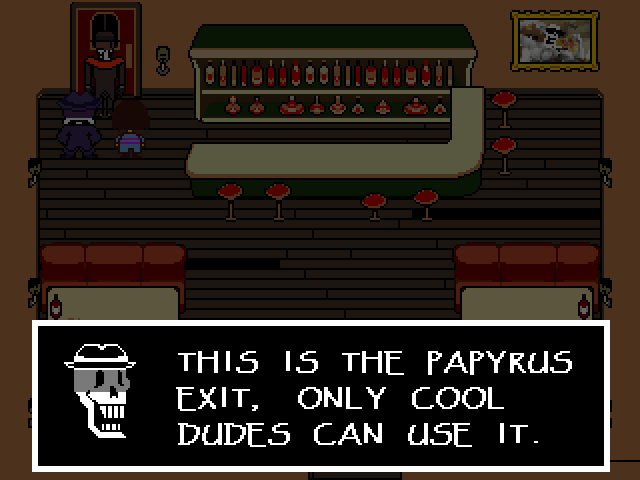 THIS IS THE PAPYRUS
EXIT, ONLY COOL
DUDES CAN USE IT.